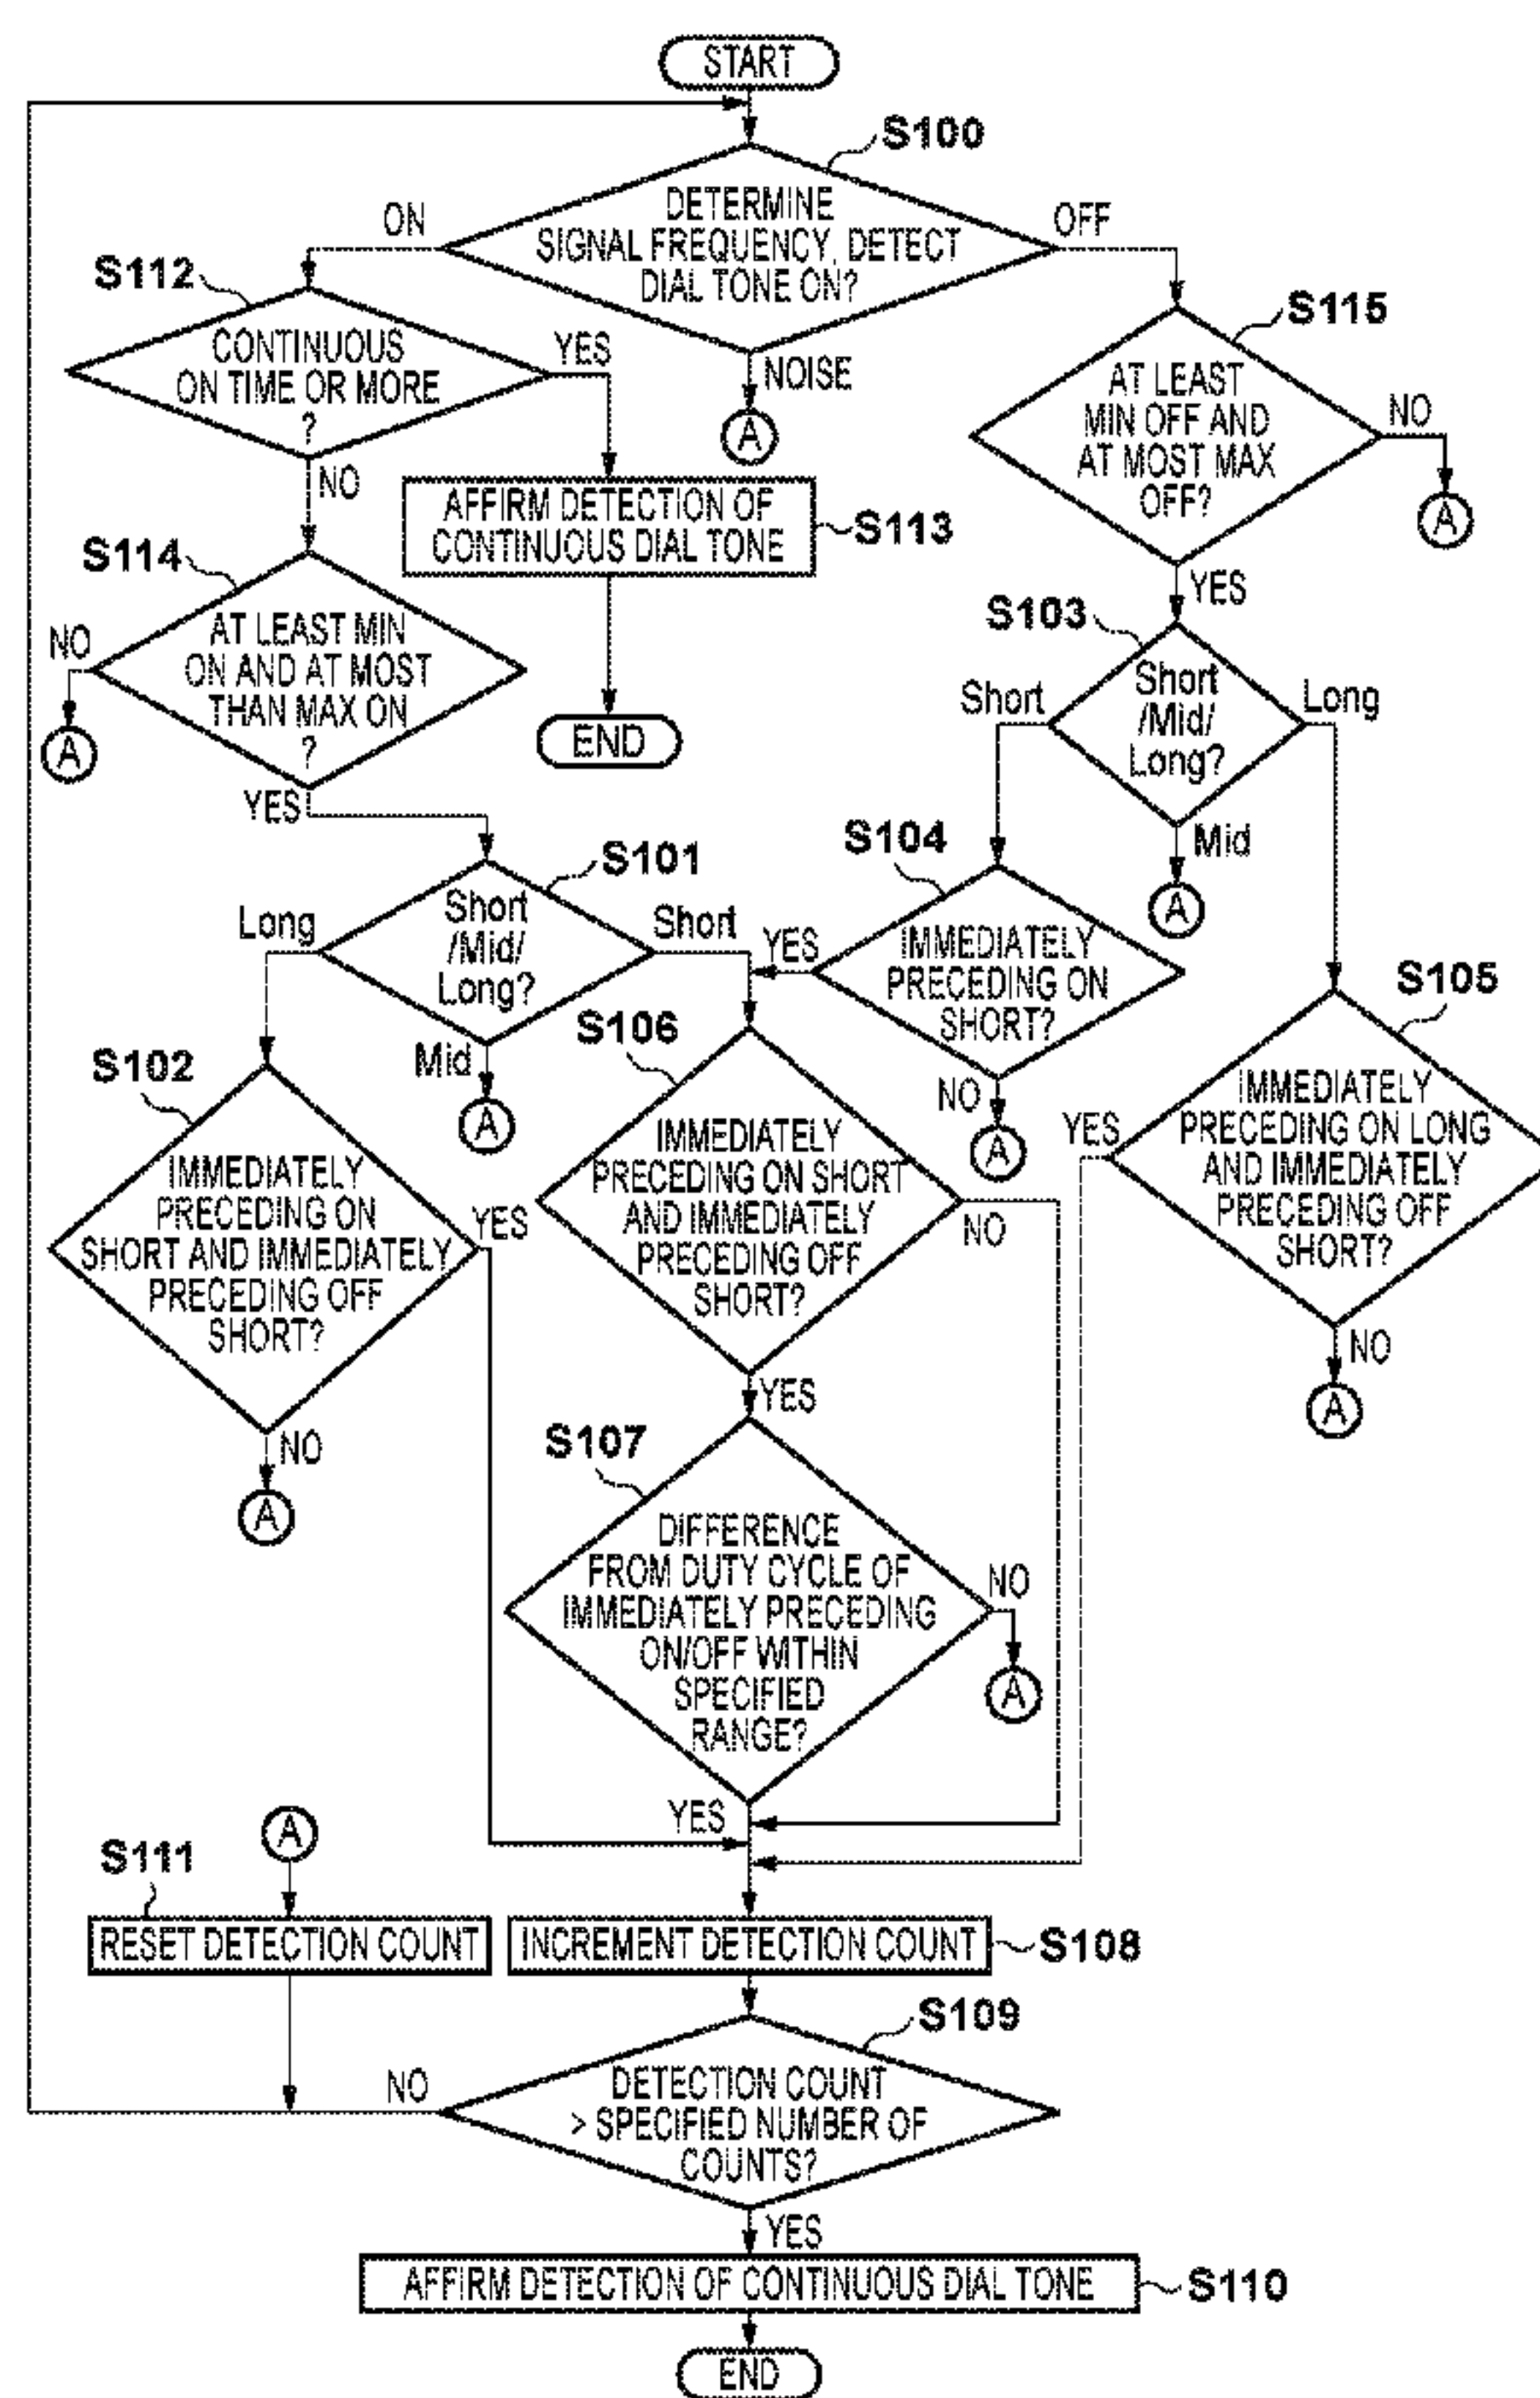 START
S100
DETERMINE
SIGNAL FREQUENCY, DETECT
DIAL TONE ON?
ON
OFF
NOISE
A
S112
CONTINUOUS
ON TIME OR MORE
?
YES
NO
S115
AT LEAST
MIN OFF AND
AT MOST MAX
OFF?
NO
A
YES
AFFIRM DETECTION OF
CONTINUOUS DIAL TONE
S113
END
S114
AT LEAST MIN
ON AND AT MOST
THAN MAX ON
?
NO
A
YES
S103
Short
/Mid/
Long?
Short
Long
Mid
A
S101
Short
/Mid/
Long?
Long
Short
Mid
A
S104
IMMEDIATELY
PRECEDING ON
SHORT?
YES
NO
A
S105
IMMEDIATELY
PRECEDING ON LONG
AND IMMEDIATELY
PRECEDING OFF
SHORT?
YES
NO
A
S102
IMMEDIATELY
PRECEDING ON
SHORT AND IMMEDIATELY
PRECEDING OFF
SHORT?
YES
NO
A
S106
IMMEDIATELY
PRECEDING ON SHORT
AND IMMEDIATELY
PRECEDING OFF
SHORT?
NO
YES
S107
DIFFERENCE
FROM DUTY CYCLE OF
IMMEDIATELY PRECEDING
ON/OFF WITHIN
SPECIFIED
RANGE?
NO
A
YES
A
S111
RESET DETECTION COUNT
INCREMENT DETECTION COUNT
S108
S109
DETECTION COUNT
> SPECIFIED NUMBER OF
COUNTS?
NO
YES
AFFIRM DETECTION OF CONTINUOUS DIAL TONE
S110
END